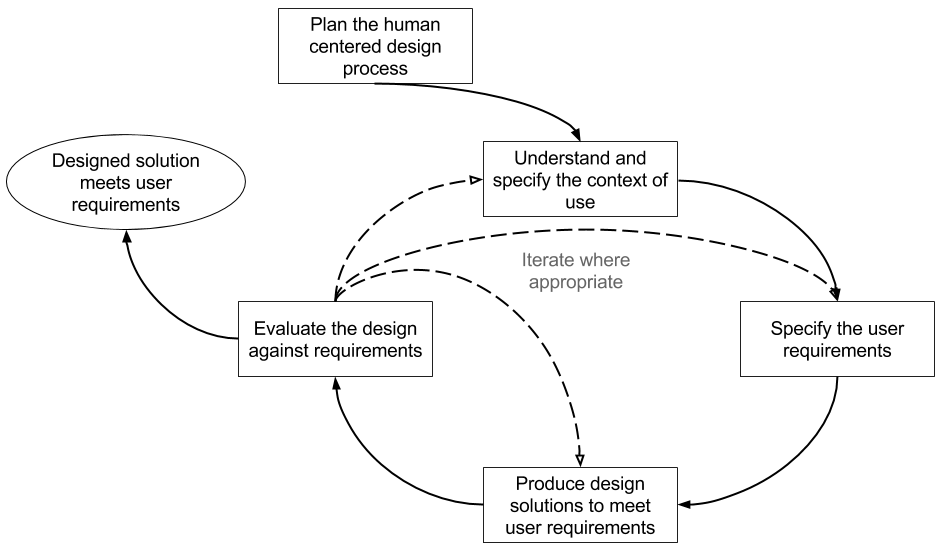 Plan the human
centered design
process
Designed solution
meets user
requirements
Understand and
specify the context of
use
Iterate where
appropriate
Evaluate the design
against requirements
Specify the user
requirements
Produce design
solutions to meet
user requirements